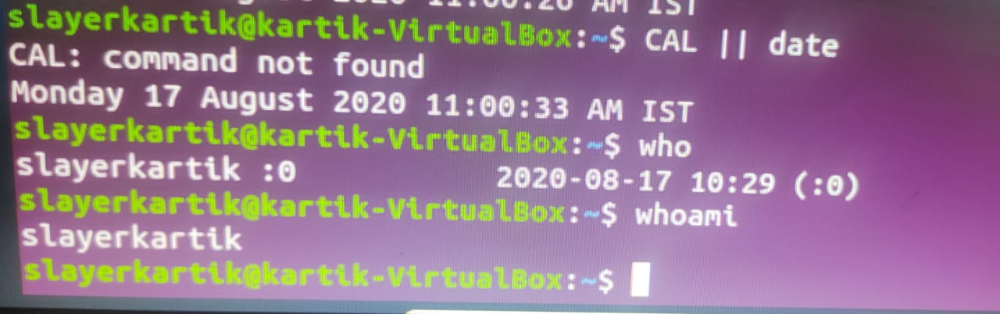 2020 11:00:26 AM IST
slayerkartik@kartik-VirtualBox:~$ CAL || date
CAL: command not found
Monday 17 August 2020 11:00:33 AM IST
slayerkartik@kartik-VirtualBox:~$ who
slayerkartik :0 2020-08-17 10:29 (:0)
slayerkartik@kartik-VirtualBox:~$ whoami
slayerkartik
slayerkartik@kartik-VirtualBox:~$